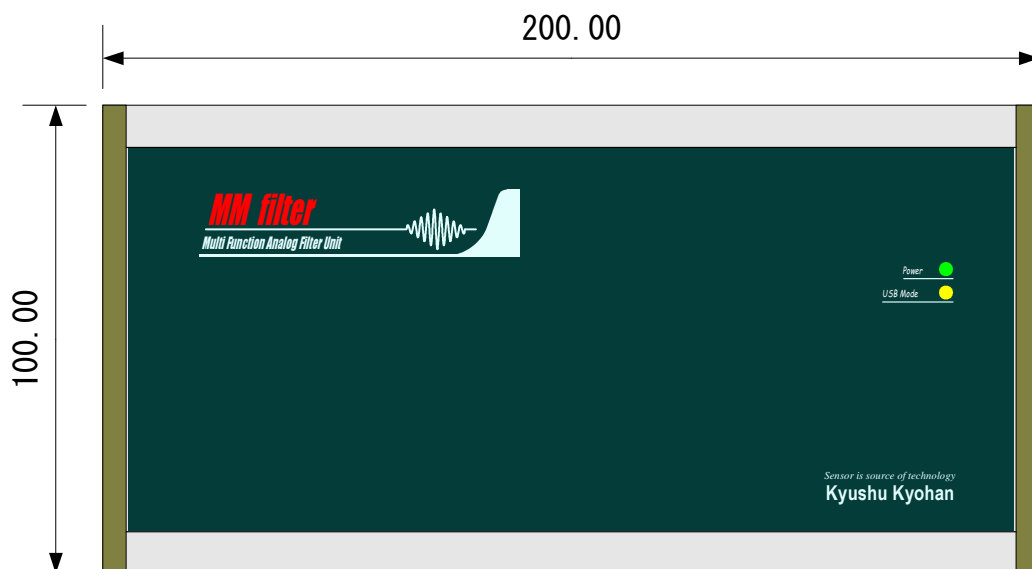 200.00
100.00
MM filter
Multi Function Analog Filter Unit
Power
USB Mode
Sensor is source of technology
Kyushu Kyohan